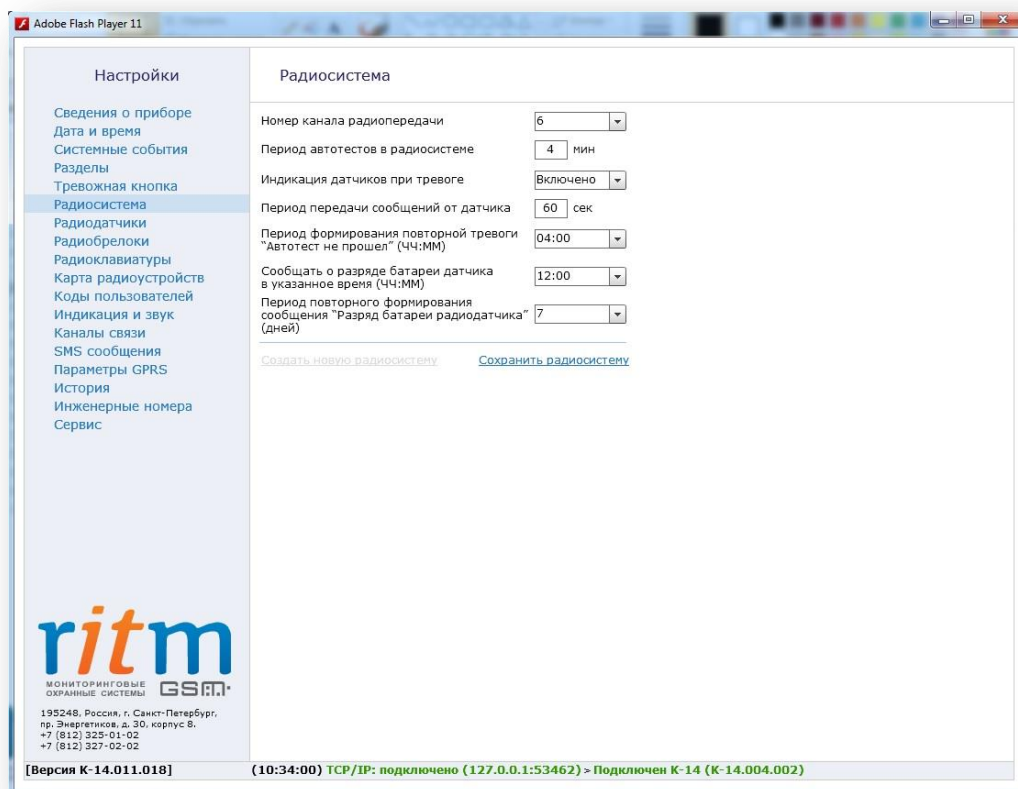 Adobe Flash Player 11
Настройки
Сведения о приборе
Дата и время
Системные события
Разделы
Тревожная кнопка
Радиосистема
Радиодатчики
Радиобрелоки
Радиоклавиатуры
Карта радиоустройств
Коды пользователей
Индикация и звук
Каналы связи
SMS сообщения
Параметры GPRS
История
Инженерные номера
Сервис
ritm
МОНИТОРИНГОВЫЕ
ОХРАННЫЕ СИСТЕМЫ
GSM
195248, Россия, г. Санкт-Петербург,
пр. Энергетиков, д. 30, корпус 8.
+7 (812) 325-01-02
+7 (812) 327-02-02
Радиосистема
Номер канала радиопередачи 6
Период автотестов в радиосистеме 4 мин
Индикация датчиков при тревоге Включено
Период передачи сообщений от датчика 60 сек
Период формирования повторной тревоги
"Автотест не прошел" (ЧЧ:ММ) 04:00
Сообщать о разряде батареи датчика
в указанное время (ЧЧ:ММ) 12:00
Период повторного формирования
сообщения "Разряд батареи радиодатчика" 7
(дней)
Создать новую радиосистему Сохранить радиосистему
[Версия К-14.011.018] (10:34:00) TCP/IP: подключено (127.0.0.1:53462) > Подключен К-14 (К-14.004.002)